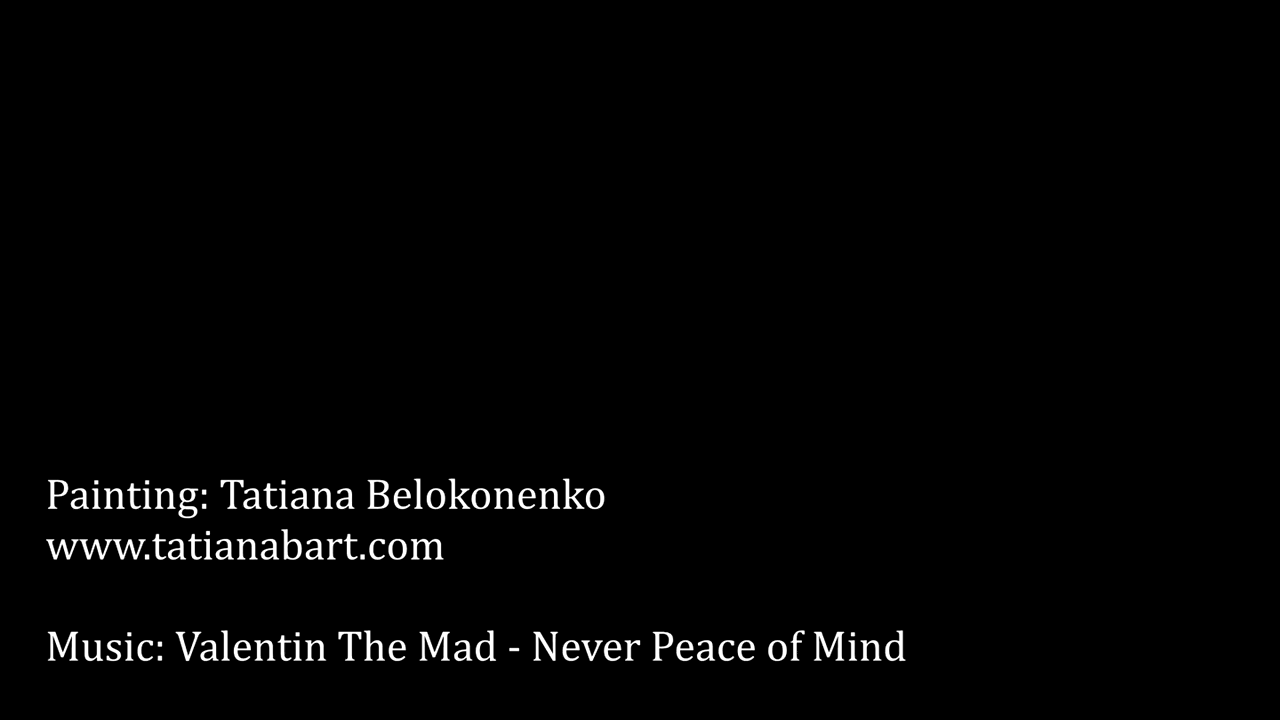 Painting: Tatiana Belokonenko
www.tatianabart.com
Music: Valentin The Mad - Never Peace of Mind